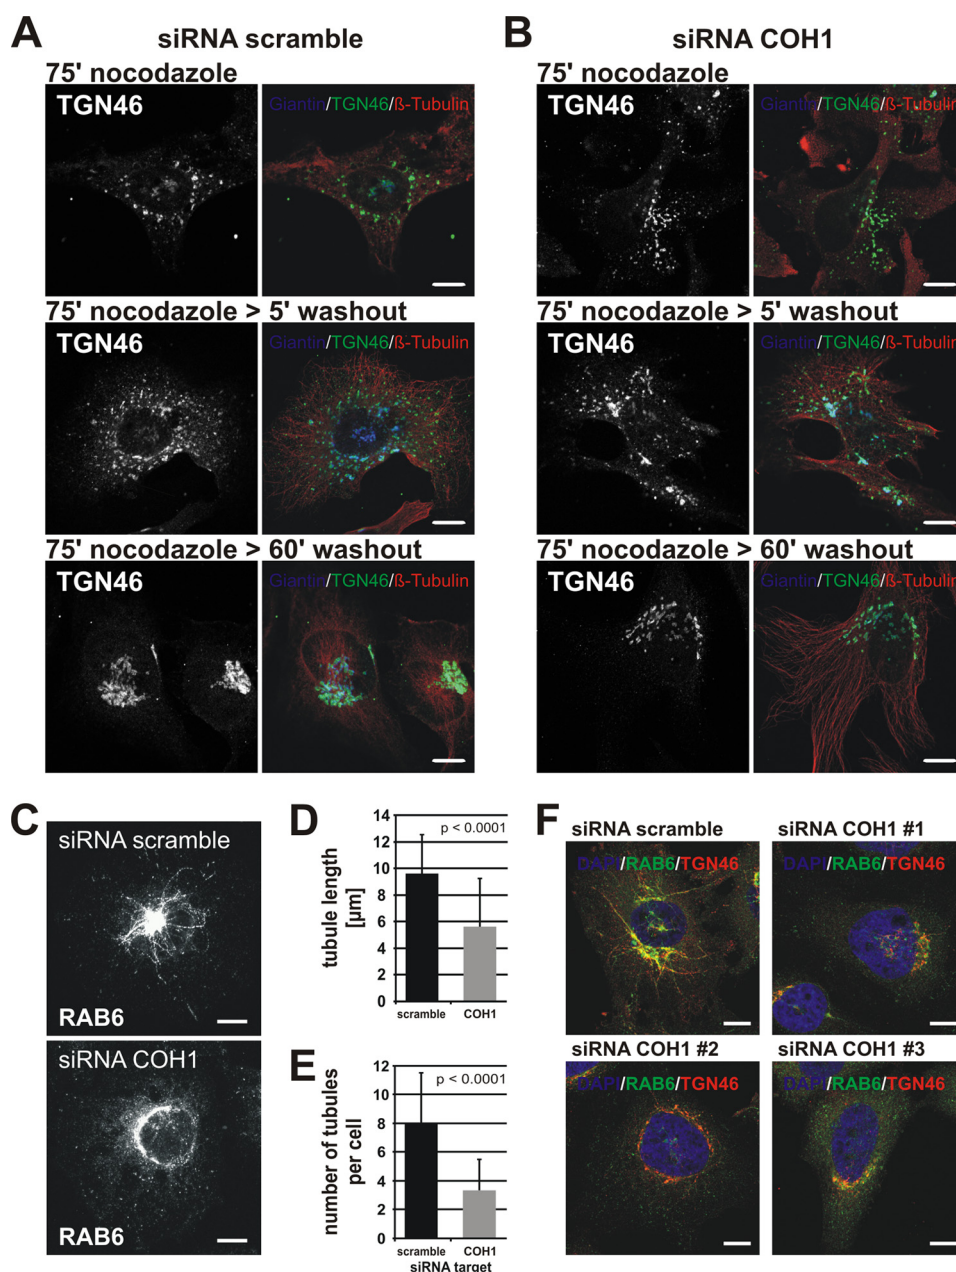 A
siRNA scramble
75' nocodazole
TGN46
Giantin/TGN46/ß-Tubulin
75' nocodazole > 5' washout
TGN46
Giantin/TGN46/ß-Tubulin
75' nocodazole > 60' washout
TGN46
Giantin/TGN46/ß-Tubulin
B
siRNA COH1
75' nocodazole
TGN46
Giantin/TGN46/ß-Tubulin
75' nocodazole > 5' washout
TGN46
Giantin/TGN46/ß-Tubulin
75' nocodazole > 60' washout
TGN46
Giantin/TGN46/ß-Tubulin
C
siRNA scramble
RAB6
siRNA COH1
RAB6
D
tubule length
[µm]
14
12
10
8
6
4
2
0
p < 0.0001
scramble
COH1
E
number of tubules
per cell
12
10
8
6
4
2
0
p < 0.0001
scramble
COH1
siRNA target
F
siRNA scramble
DAPI/RAB6/TGN46
siRNA COH1 #1
DAPI/RAB6/TGN46
siRNA COH1 #2
DAPI/RAB6/TGN46
siRNA COH1 #3
DAPI/RAB6/TGN46